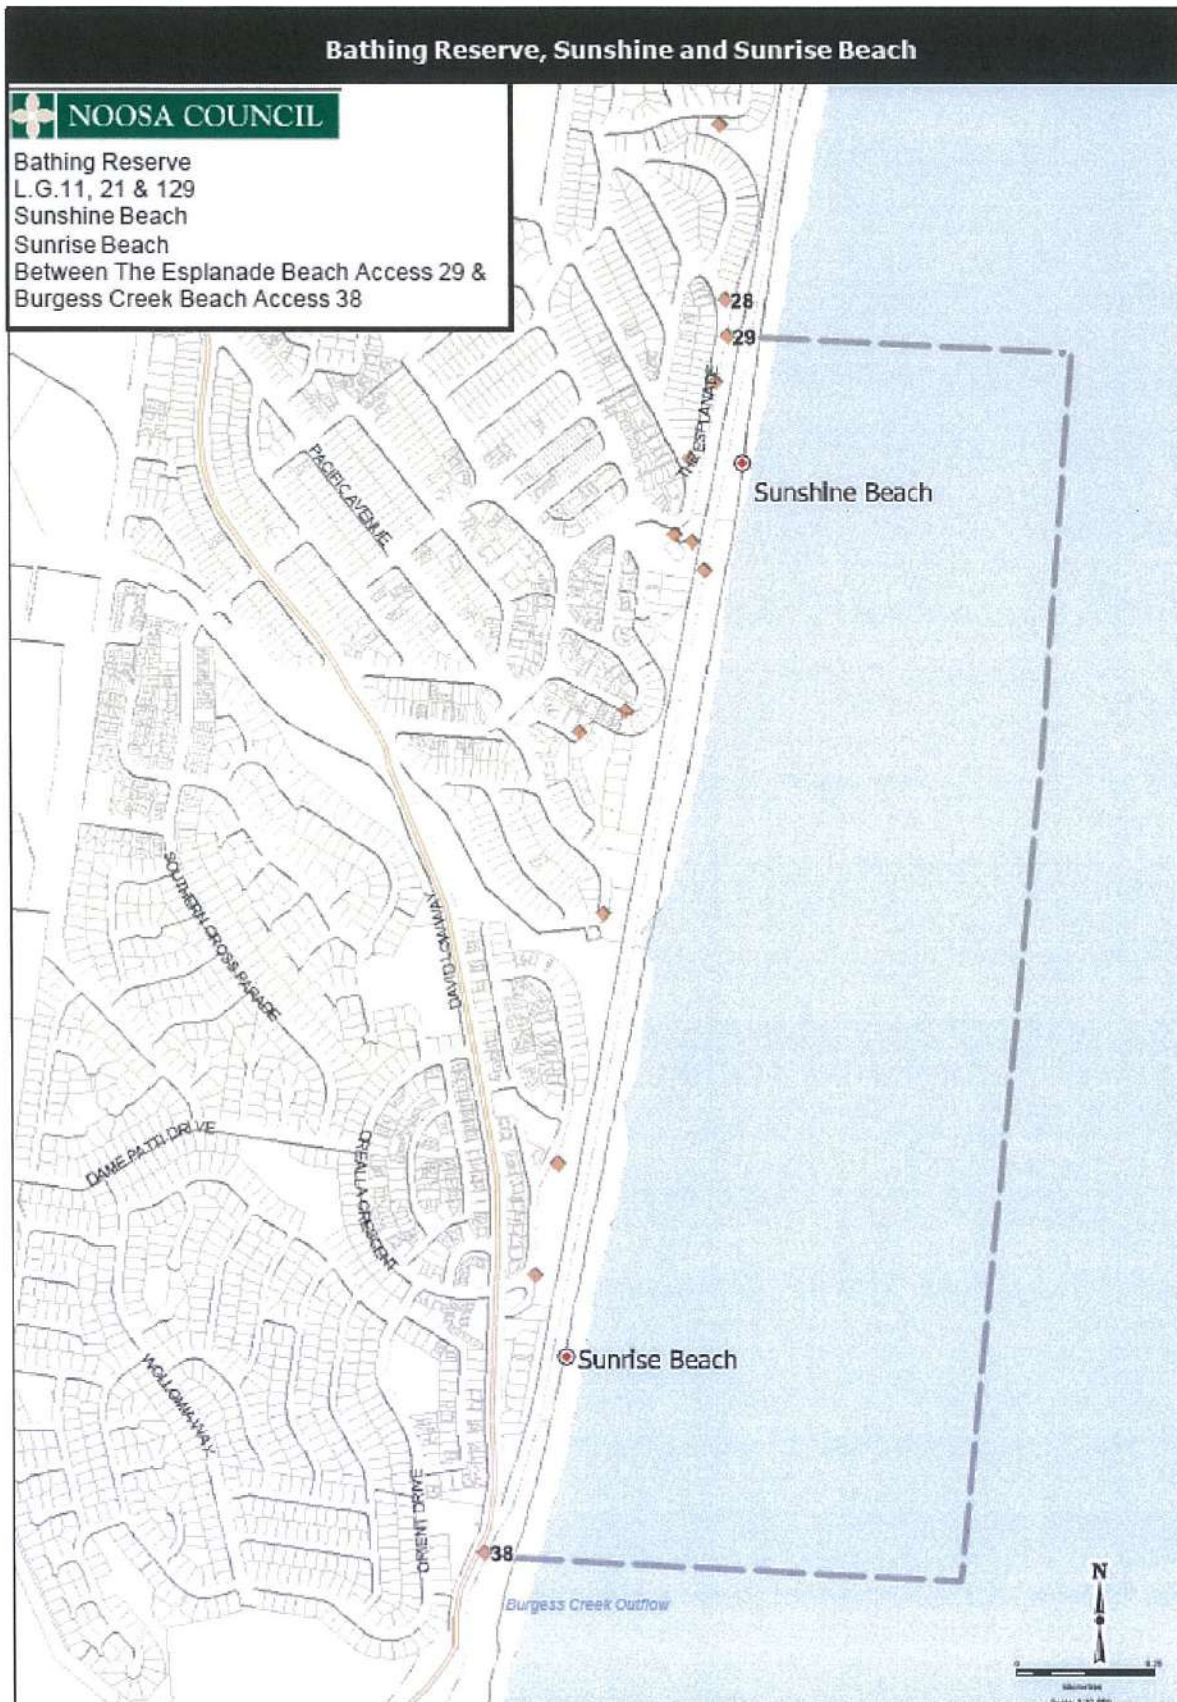 Bathing Reserve, Sunshine and Sunrise Beach
NOOSA COUNCIL
Bathing Reserve
L.G.11, 21 & 129
Sunshine Beach
Sunrise Beach
Between The Esplanade Beach Access 29 &
Burgess Creek Beach Access 38
28
29
THE ESPLANADE
Sunshine Beach
PACIFIC AVENUE
SOUTHERN CROSS PARADE
DAVID LOW WAY
DAME PATTI DRIVE
OREALLA CRESCENT
Sunrise Beach
WOLLOMIA WAY
ORIENT DRIVE
38
Burgess Creek Outflow
N
0